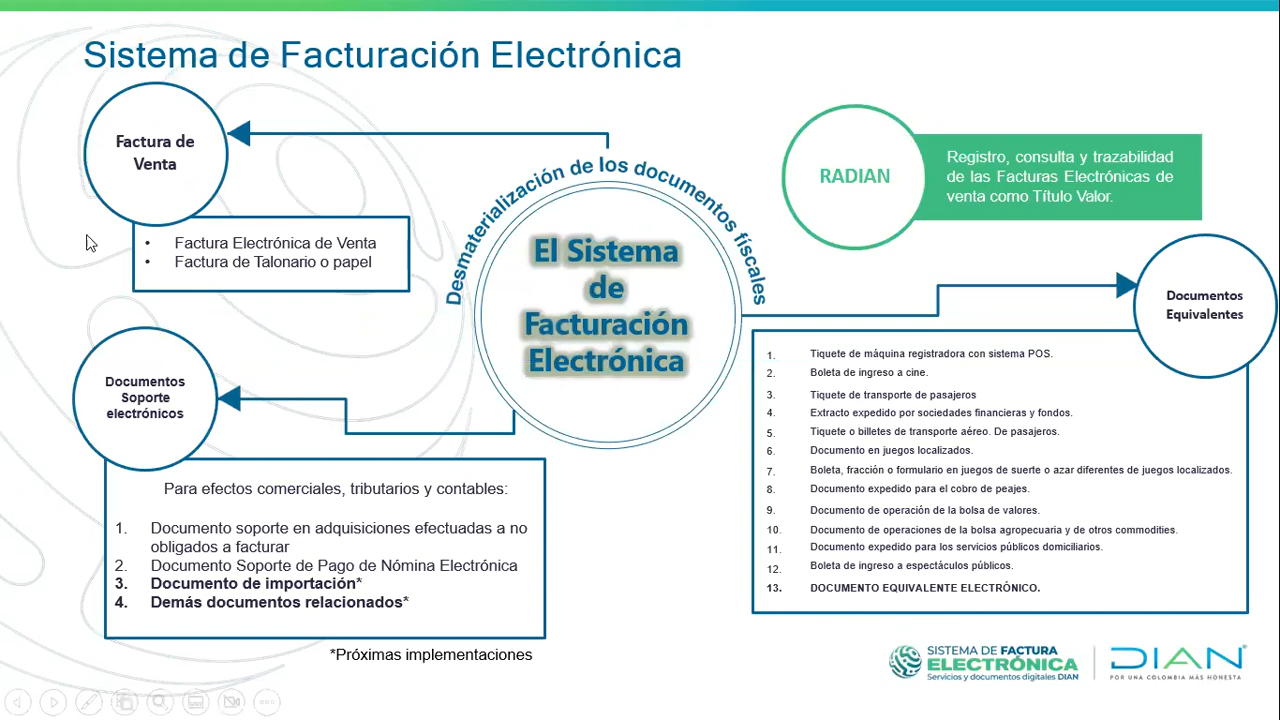 Sistema de Facturación Electrónica
Factura de
Venta
• Factura Electrónica de Venta
• Factura de Talonario o papel
Desmaterialización de los documentos físcales
El Sistema
de
Facturación
Electrónica
RADIAN
Registro, consulta y trazabilidad
de las Facturas Electrónicas de
venta como Título Valor.
Documentos
Soporte
electrónicos
Para efectos comerciales, tributarios y contables:
1. Documento soporte en adquisiciones efectuadas a no
obligados a facturar
2. Documento Soporte de Pago de Nómina Electrónica
3. Documento de importación*
4. Demás documentos relacionados*
*Próximas implementaciones
Documentos
Equivalentes
1. Tiquete de máquina registradora con sistema POS.
2. Boleta de ingreso a cine.
3. Tiquete de transporte de pasajeros
4. Extracto expedido por sociedades financieras y fondos.
5. Tiquete o billetes de transporte aéreo. De pasajeros.
6. Documento en juegos localizados.
7. Boleta, fracción o formulario en juegos de suerte o azar diferentes de juegos localizados.
8. Documento expedido para el cobro de peajes.
9. Documento de operación de la bolsa de valores.
10. Documento de operaciones de la bolsa agropecuaria y de otros commodities.
11. Documento expedido para los servicios públicos domiciliarios.
12. Boleta de ingreso a espectáculos públicos.
13. DOCUMENTO EQUIVALENTE ELECTRÓNICO.
SISTEMA DE FACTURA
ELECTRÓNICA
Servicios y documentos digitales DIAN
DIAN
POR UNA COLOMBIA MÁS HONESTA